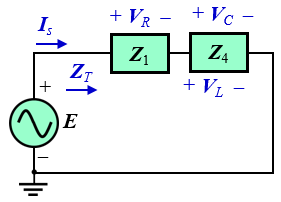 + V_R –
+ V_C –
I_s
Z_1
Z_4
Z_T
+ V_L –
+
E
–